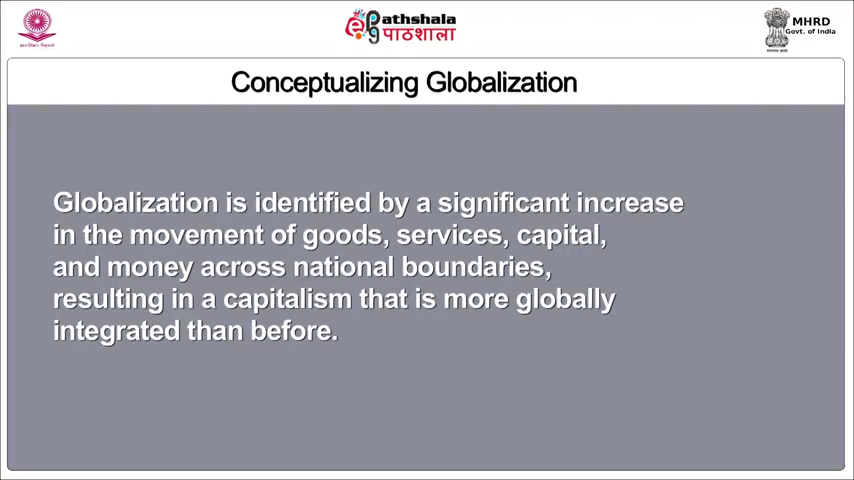 ePathshala
पाठशाला
MHRD
Govt. of India
Conceptualizing Globalization
Globalization is identified by a significant increase
in the movement of goods, services, capital,
and money across national boundaries,
resulting in a capitalism that is more globally
integrated than before.